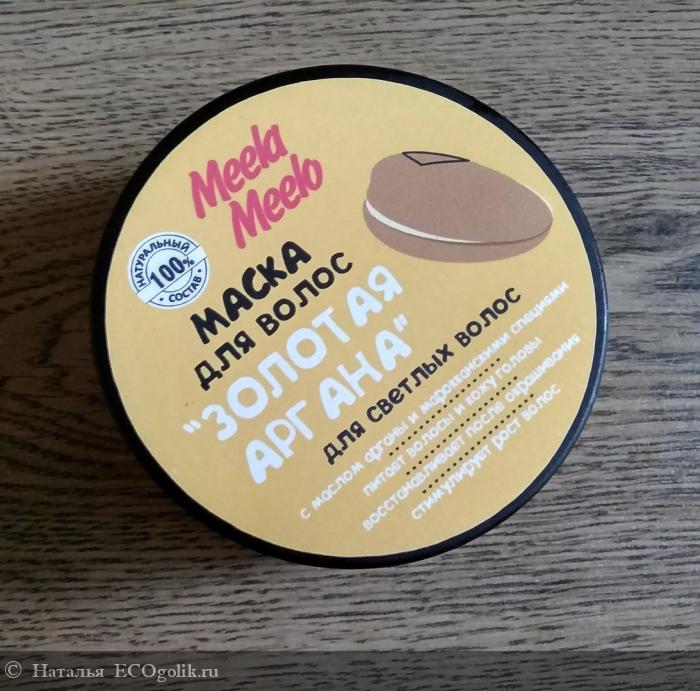 Meela
Meelo
НАТУРАЛЬНЫЙ
100%
СОСТАВ
МАСКА
ДЛЯ ВОЛОС
"ЗОЛОТАЯ
АРГАНА"
для светлых волос
с маслом арганы и марокканскими специями
питает волосы и кожу головы
восстанавливает после окрашивания
стимулирует рост волос
© Наталья ECOgolik.ru